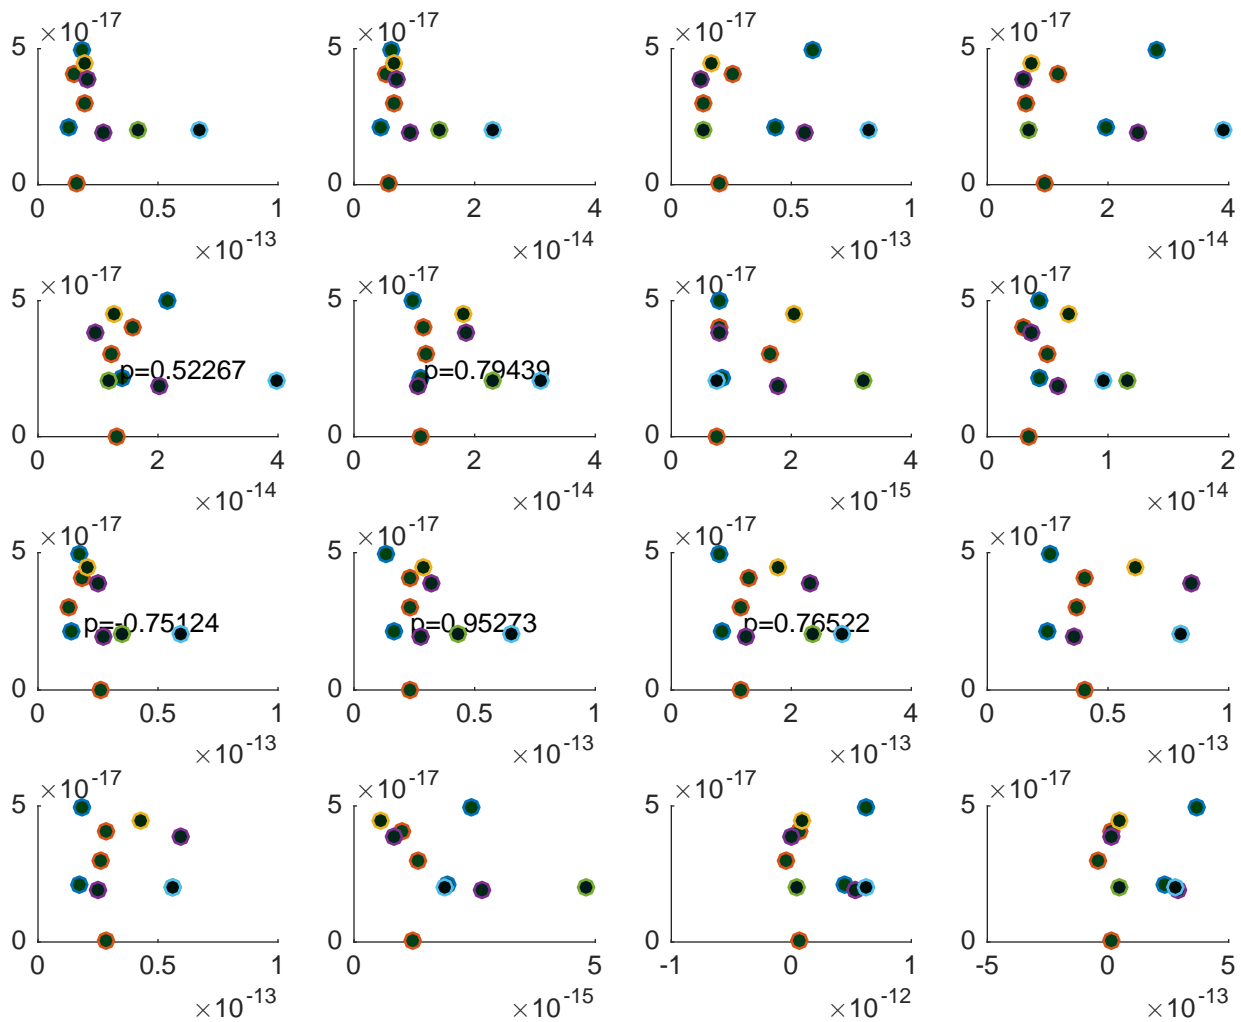 ×10-17 ×10-17 ×10-17 ×10-17
5 5 5 5
0 0 0 0
0 0.5 1 0 2 4 0 0.5 1 0 2 4
×10-13 ×10-14 ×10-13 ×10-14
×10-17 ×10-17 ×10-17 ×10-17
5 5 5 5
p=0.52267 p=0.79439
0 0 0 0
0 2 4 0 2 4 0 2 4 0 1 2
×10-14 ×10-14 ×10-15 ×10-14
×10-17 ×10-17 ×10-17 ×10-17
5 5 5 5
p=-0.75124 p=0.95273 p=0.76522
0 0 0 0
0 0.5 1 0 0.5 1 0 2 4 0 0.5 1
×10-13 ×10-13 ×10-13 ×10-13
×10-17 ×10-17 ×10-17 ×10-17
5 5 5 5
0 0 0 0
0 0.5 1 0 5 -1 0 1 -5 0 5
×10-13 ×10-15 ×10-12 ×10-13